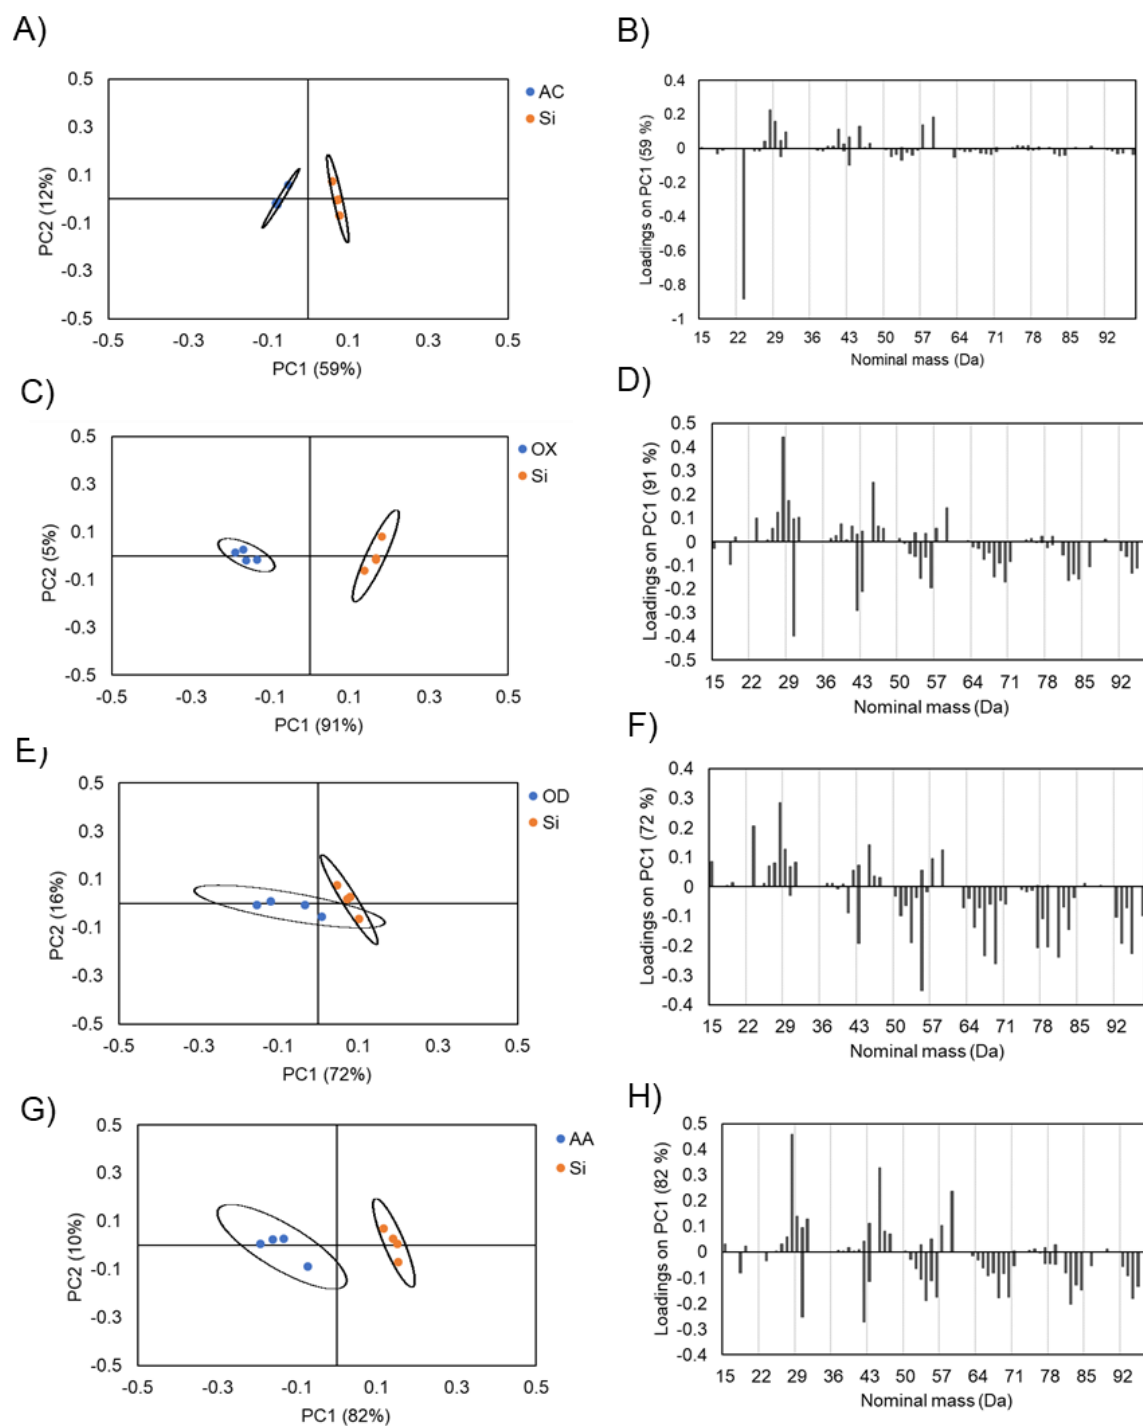 A)
0.5
0.3
0.1
-0.1
-0.3
-0.5
-0.5
-0.3
-0.1
0.1
0.3
0.5
PC2 (12%)
PC1 (59%)
AC
Si
B)
0.4
0.2
0
-0.2
-0.4
-0.6
-0.8
-1
15 22 29 36 43 50 57 64 71 78 85 92
Loadings on PC1 (59 %)
Nominal mass (Da)
C)
0.5
0.3
0.1
-0.1
-0.3
-0.5
-0.5
-0.3
-0.1
0.1
0.3
0.5
PC2 (5%)
PC1 (91%)
OX
Si
D)
0.5
0.4
0.3
0.2
0.1
0
-0.1
-0.2
-0.3
-0.4
-0.5
15 22 29 36 43 50 57 64 71 78 85 92
Loadings on PC1 (91 %)
Nominal mass (Da)
E)
0.5
0.3
0.1
-0.1
-0.3
-0.5
-0.5
-0.3
-0.1
0.1
0.3
0.5
PC2 (16%)
PC1 (72%)
OD
Si
F)
0.4
0.3
0.2
0.1
0
-0.1
-0.2
-0.3
-0.4
15 22 29 36 43 50 57 64 71 78 85 92
Loadings on PC1 (72 %)
Nominal mass (Da)
G)
0.5
0.3
0.1
-0.1
-0.3
-0.5
-0.5
-0.3
-0.1
0.1
0.3
0.5
PC2 (10%)
PC1 (82%)
AA
Si
H)
0.5
0.4
0.3
0.2
0.1
0
-0.1
-0.2
-0.3
-0.4
15 22 29 36 43 50 57 64 71 78 85 92
Loadings on PC1 (82 %)
Nominal mass (Da)